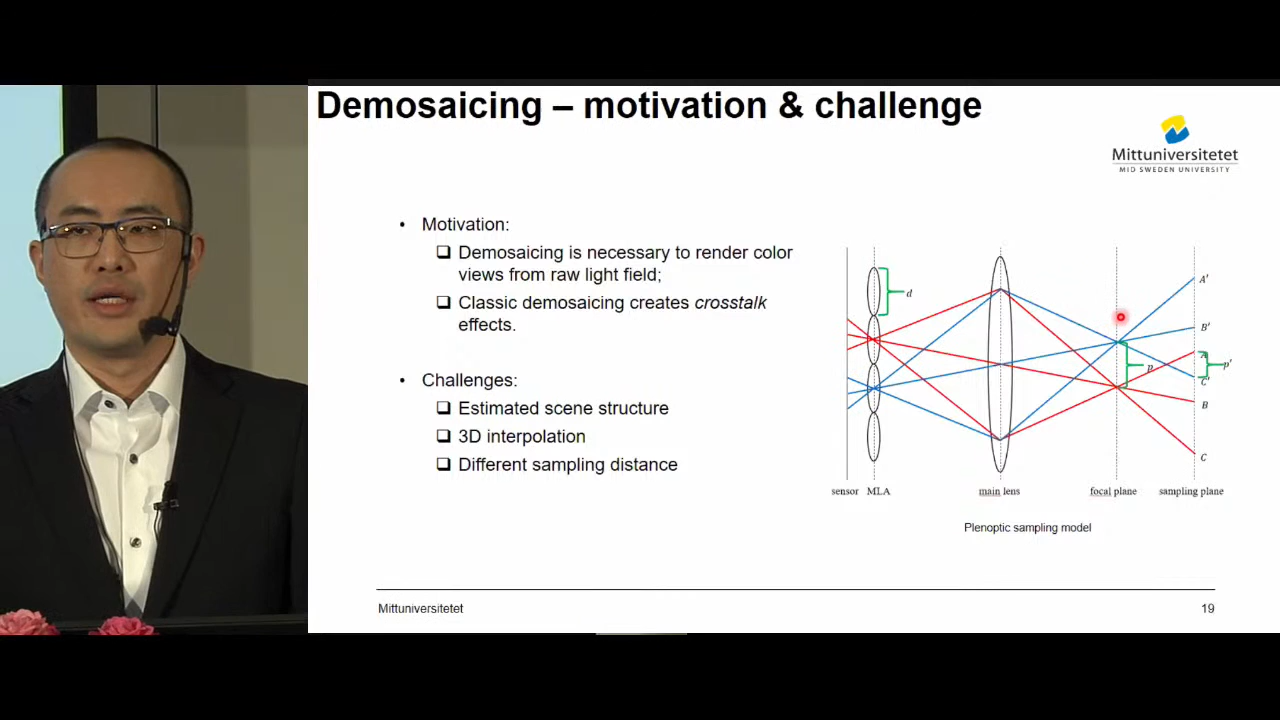 Demosaicing – motivation & challenge
Mittuniversitetet
MID SWEDEN UNIVERSITY
• Motivation:
❑ Demosaicing is necessary to render color
views from raw light field;
❑ Classic demosaicing creates crosstalk
effects.
• Challenges:
❑ Estimated scene structure
❑ 3D interpolation
❑ Different sampling distance
d
A'
B'
p
A
p'
C'
B
C
sensor MLA main lens focal plane sampling plane
Plenoptic sampling model
Mittuniversitetet 19